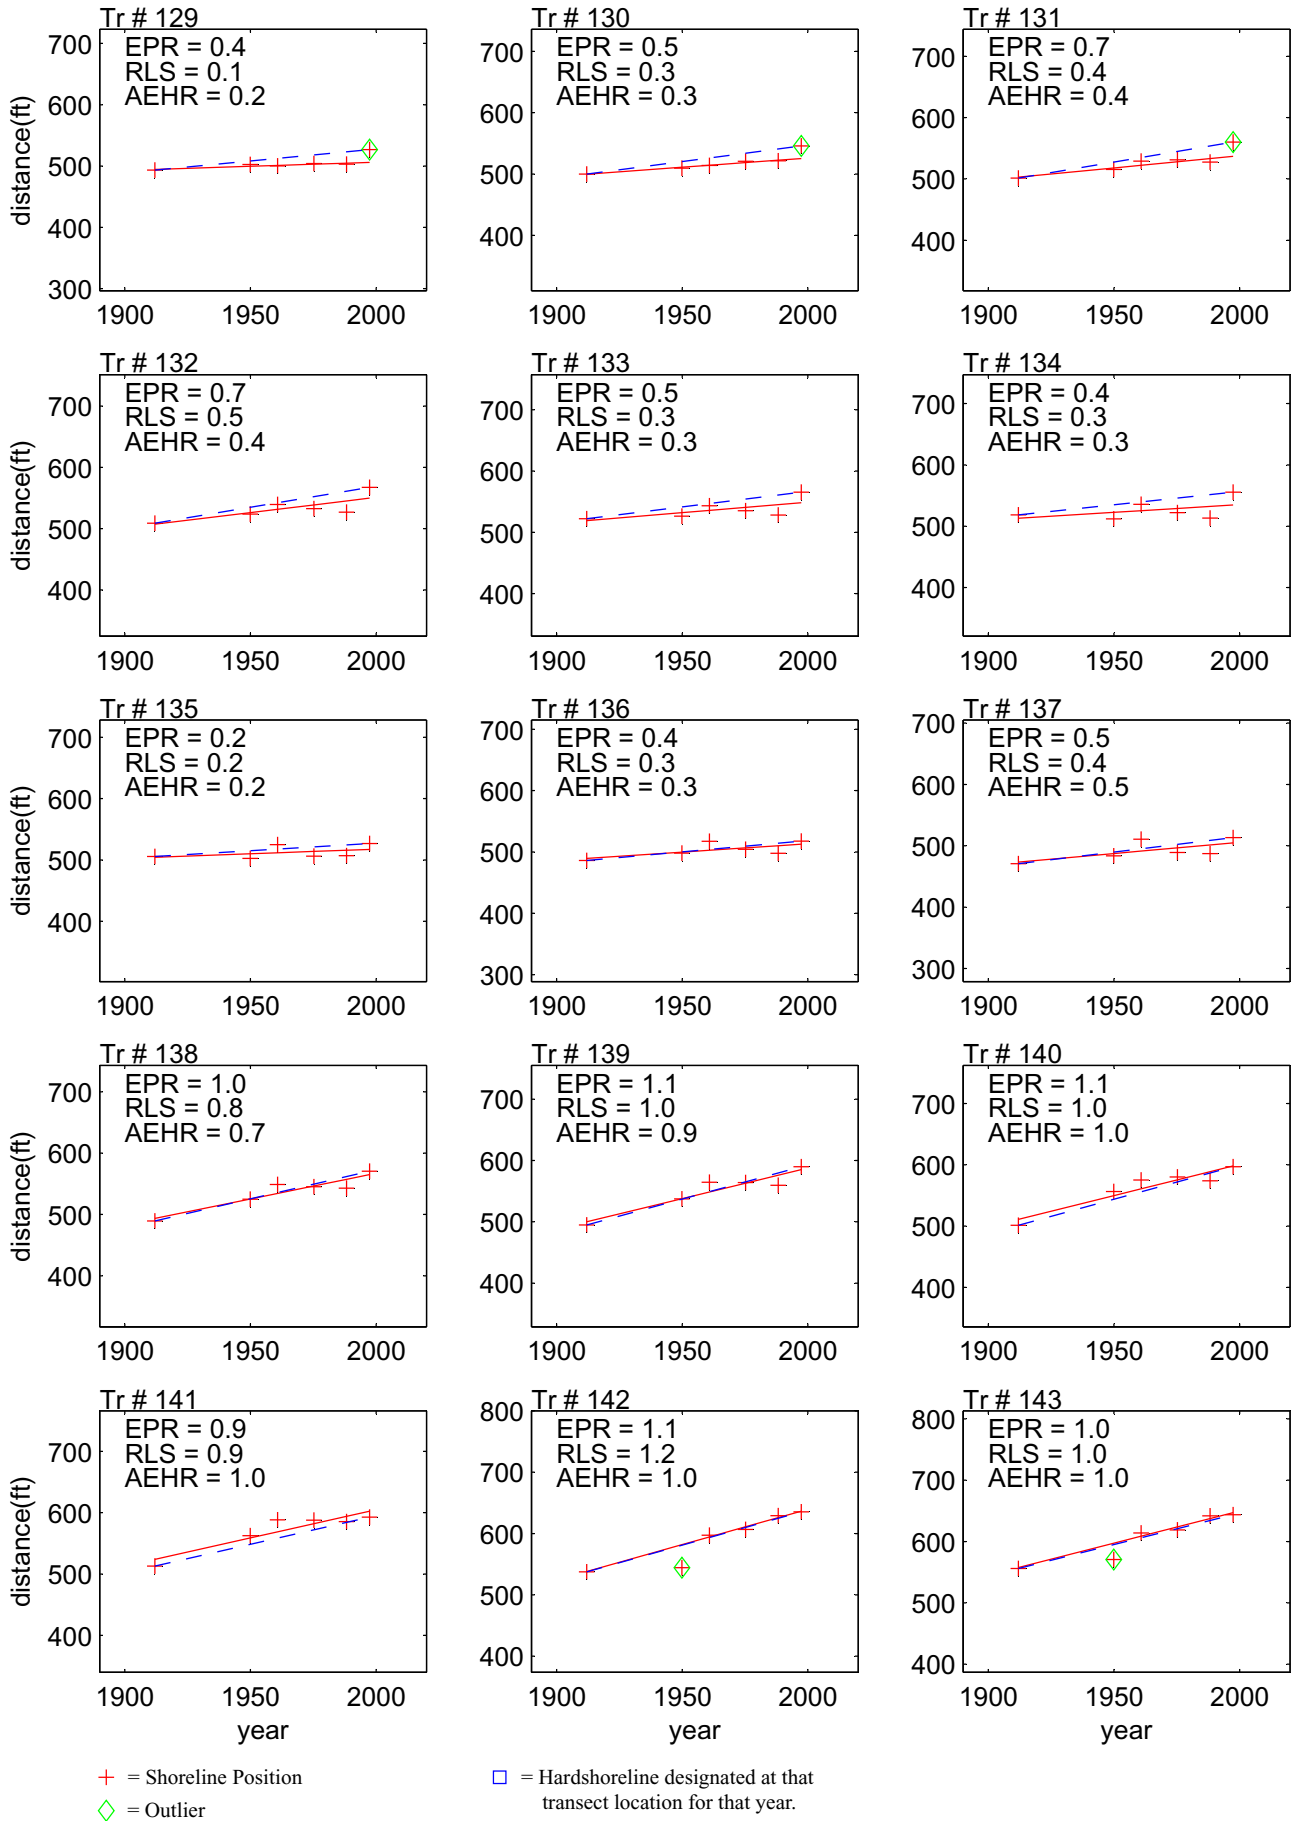 Tr # 129
EPR = 0.4
RLS = 0.1
AEHR = 0.2
700
600
500
400
300
distance(ft)
1900 1950 2000
Tr # 130
EPR = 0.5
RLS = 0.3
AEHR = 0.3
700
600
500
400
1900 1950 2000
Tr # 131
EPR = 0.7
RLS = 0.4
AEHR = 0.4
700
600
500
400
1900 1950 2000
Tr # 132
EPR = 0.7
RLS = 0.5
AEHR = 0.4
700
600
500
400
distance(ft)
1900 1950 2000
Tr # 133
EPR = 0.5
RLS = 0.3
AEHR = 0.3
700
600
500
400
1900 1950 2000
Tr # 134
EPR = 0.4
RLS = 0.3
AEHR = 0.3
700
600
500
400
1900 1950 2000
Tr # 135
EPR = 0.2
RLS = 0.2
AEHR = 0.2
700
600
500
400
distance(ft)
1900 1950 2000
Tr # 136
EPR = 0.4
RLS = 0.3
AEHR = 0.3
700
600
500
400
300
1900 1950 2000
Tr # 137
EPR = 0.5
RLS = 0.4
AEHR = 0.5
700
600
500
400
300
1900 1950 2000
Tr # 138
EPR = 1.0
RLS = 0.8
AEHR = 0.7
700
600
500
400
distance(ft)
1900 1950 2000
Tr # 139
EPR = 1.1
RLS = 1.0
AEHR = 0.9
700
600
500
400
1900 1950 2000
Tr # 140
EPR = 1.1
RLS = 1.0
AEHR = 1.0
700
600
500
400
1900 1950 2000
Tr # 141
EPR = 0.9
RLS = 0.9
AEHR = 1.0
700
600
500
400
distance(ft)
1900 1950 2000
year
Tr # 142
EPR = 1.1
RLS = 1.2
AEHR = 1.0
800
700
600
500
400
1900 1950 2000
year
Tr # 143
EPR = 1.0
RLS = 1.0
AEHR = 1.0
800
700
600
500
400
1900 1950 2000
year
= Shoreline Position
= Outlier
= Hardshoreline designated at that
transect location for that year.